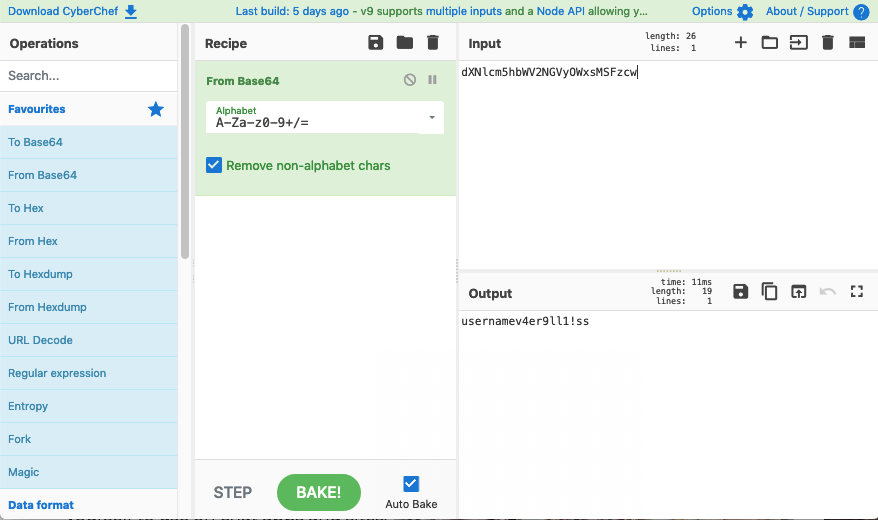 Download CyberChef
Last build: 5 days ago - v9 supports multiple inputs and a Node API allowing y...
Options
About / Support
Operations
Search...
Favourites
To Base64
From Base64
To Hex
From Hex
To Hexdump
From Hexdump
URL Decode
Regular expression
Entropy
Fork
Magic
Data format
Recipe
From Base64
Alphabet
A-Za-z0-9+/=
Remove non-alphabet chars
STEP
BAKE!
Auto Bake
Input
length: 26
lines: 1
dXNlcm5hbWV2NGVyOWxsMSFzcw
Output
time: 11ms
length: 19
lines: 1
usernamev4er9ll1!ss